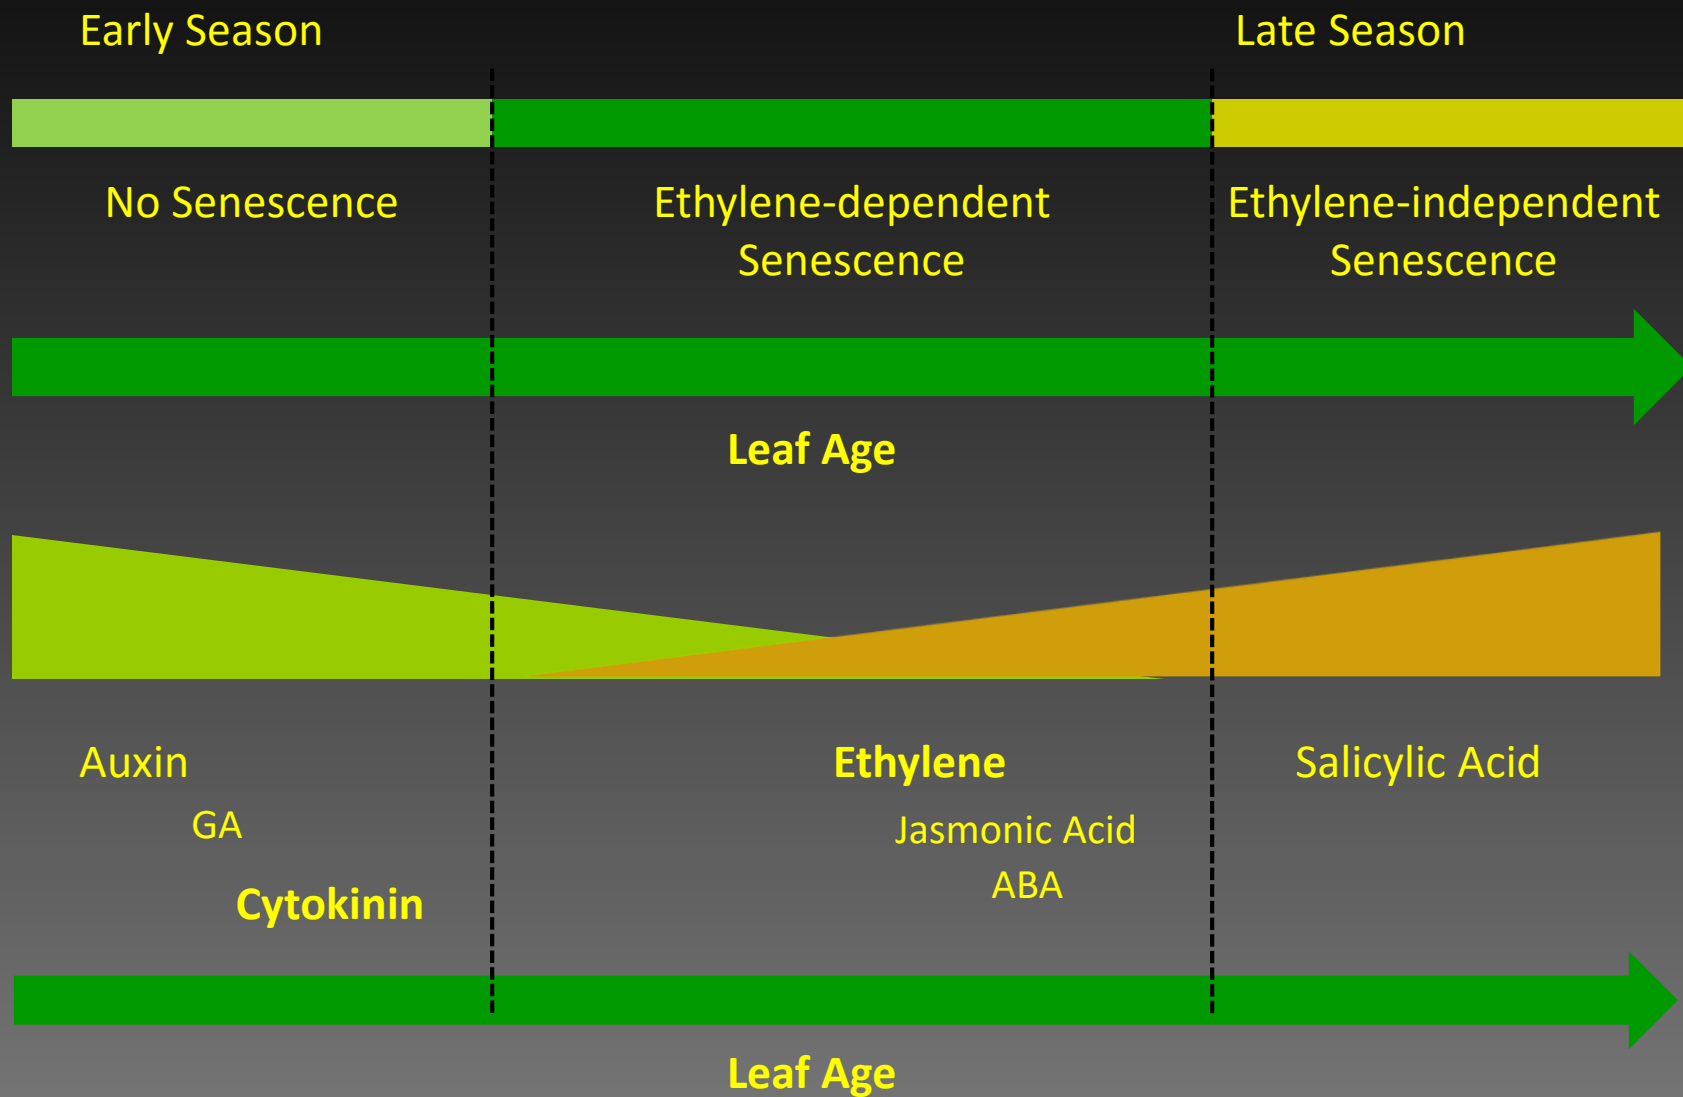 Early Season
Late Season
No Senescence
Ethylene-dependent
Senescence
Ethylene-independent
Senescence
Leaf Age
Auxin
GA
Cytokinin
Ethylene
Jasmonic Acid
ABA
Salicylic Acid
Leaf Age